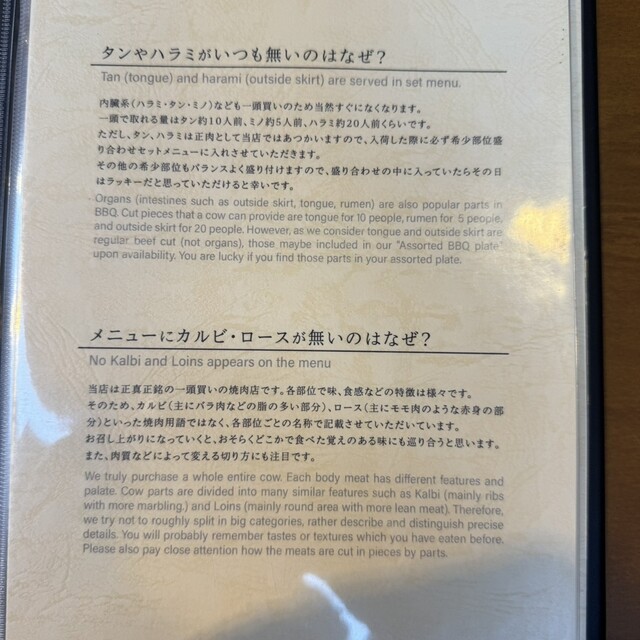 タンやハラミがいつも無いのはなぜ？
Tan (tongue) and harami (outside skirt) are served in set menu.
内臓系(ハラミ・タン・ミノ)なども一頭買いのため当然すぐになくなります。
一頭で取れる量はタン約10人前、ミノ約5人前、ハラミ約20人前くらいです。
ただし、タン、ハラミは正肉として当店ではあつかいますので、入荷した際に必ず希少部位盛
り合わせセットメニューに入れさせていただきます。
その他の希少部位もバランスよく盛り付けますので、盛り合わせの中に入っていたらその日
はラッキーだと思っていただけると幸いです。
Organs (intestines such as outside skirt, tongue, rumen) are also popular parts in
BBQ. Cut pieces that a cow can provide are tongue for 10 people, rumen for 5 people,
and outside skirt for 20 people. However, as we consider tongue and outside skirt are
regular beef cut (not organs), those maybe included in our "Assorted BBQ plate"
upon availability. You are lucky if you find those parts in your assorted plate.
メニューにカルビ・ロースが無いのはなぜ？
No Kalbi and Loins appears on the menu
当店は正真正銘の一頭買いの焼肉店です。各部位で味、食感などの特徴は様々です。
そのため、カルビ(主にバラ肉などの脂の多い部分)、ロース(主にモモ肉のような赤身の部
分)といった焼肉用語ではなく、各部位ごとの名称で記載させていただいています。
お召し上がりになっていくと、おそらくどこかで食べた覚えのある味にも巡り合うと思います。
また、肉質などによって変える切り方にも注目です。
We truly purchase a whole entire cow. Each body meat has different features and
palate. Cow parts are divided into many similar features such as Kalbi (mainly ribs
with more marbling.) and Loins (mainly round area with more lean meat). Therefore,
we try not to roughly split in big categories, rather describe and distinguish precise
details. You will probably remember tastes or textures which you have eaten before.
Please also pay close attention how the meats are cut in pieces by parts.